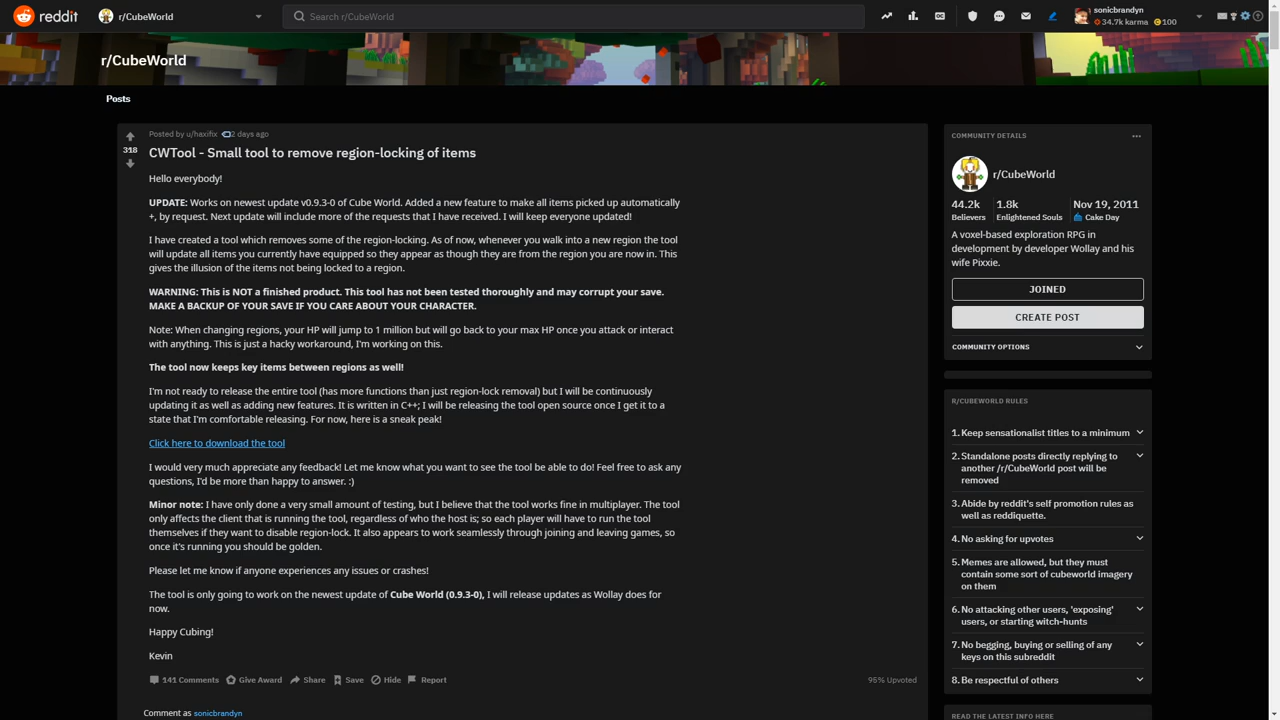 reddit
r/CubeWorld
Search r/CubeWorld
sonicbrandyn
34.7k karma 100
r/CubeWorld
Posts
Posted by u/haxifix 2 days ago
318
CWTool - Small tool to remove region-locking of items
Hello everybody!
UPDATE: Works on newest update v0.9.3-0 of Cube World. Added a new feature to make all items picked up automatically
+, by request. Next update will include more of the requests that I have received. I will keep everyone updated!
I have created a tool which removes some of the region-locking. As of now, whenever you walk into a new region the tool
will update all items you currently have equipped so they appear as though they are from the region you are now in. This
gives the illusion of the items not being locked to a region.
WARNING: This is NOT a finished product. This tool has not been tested thoroughly and may corrupt your save.
MAKE A BACKUP OF YOUR SAVE IF YOU CARE ABOUT YOUR CHARACTER.
Note: When changing regions, your HP will jump to 1 million but will go back to your max HP once you attack or interact
with anything. This is just a hacky workaround, I'm working on this.
The tool now keeps key items between regions as well!
I'm not ready to release the entire tool (has more functions than just region-lock removal) but I will be continuously
updating it as well as adding new features. It is written in C++; I will be releasing the tool open source once I get it to a
state that I'm comfortable releasing. For now, here is a sneak peak!
Click here to download the tool
I would very much appreciate any feedback! Let me know what you want to see the tool be able to do! Feel free to ask any
questions, I'd be more than happy to answer. :)
Minor note: I have only done a very small amount of testing, but I believe that the tool works fine in multiplayer. The tool
only affects the client that is running the tool, regardless of who the host is; so each player will have to run the tool
themselves if they want to disable region-lock. It also appears to work seamlessly through joining and leaving games, so
once it's running you should be golden.
Please let me know if anyone experiences any issues or crashes!
The tool is only going to work on the newest update of Cube World (0.9.3-0), I will release updates as Wollay does for
now.
Happy Cubing!
Kevin
141 Comments Give Award Share Save Hide Report 95% Upvoted
Comment as sonicbrandyn
COMMUNITY DETAILS
r/CubeWorld
44.2k 1.8k Nov 19, 2011
Believers Enlightened Souls Cake Day
A voxel-based exploration RPG in
development by developer Wollay and his
wife Pixxie.
JOINED
CREATE POST
COMMUNITY OPTIONS
R/CUBEWORLD RULES
1. Keep sensationalist titles to a minimum
2. Standalone posts directly replying to
another /r/CubeWorld post will be
removed
3. Abide by reddit's self promotion rules as
well as reddiquette.
4. No asking for upvotes
5. Memes are allowed, but they must
contain some sort of cubeworld imagery
on them
6. No attacking other users, 'exposing'
users, or starting witch-hunts
7. No begging, buying or selling of any
keys on this subreddit
8. Be respectful of others
READ THE LATEST INFO HERE